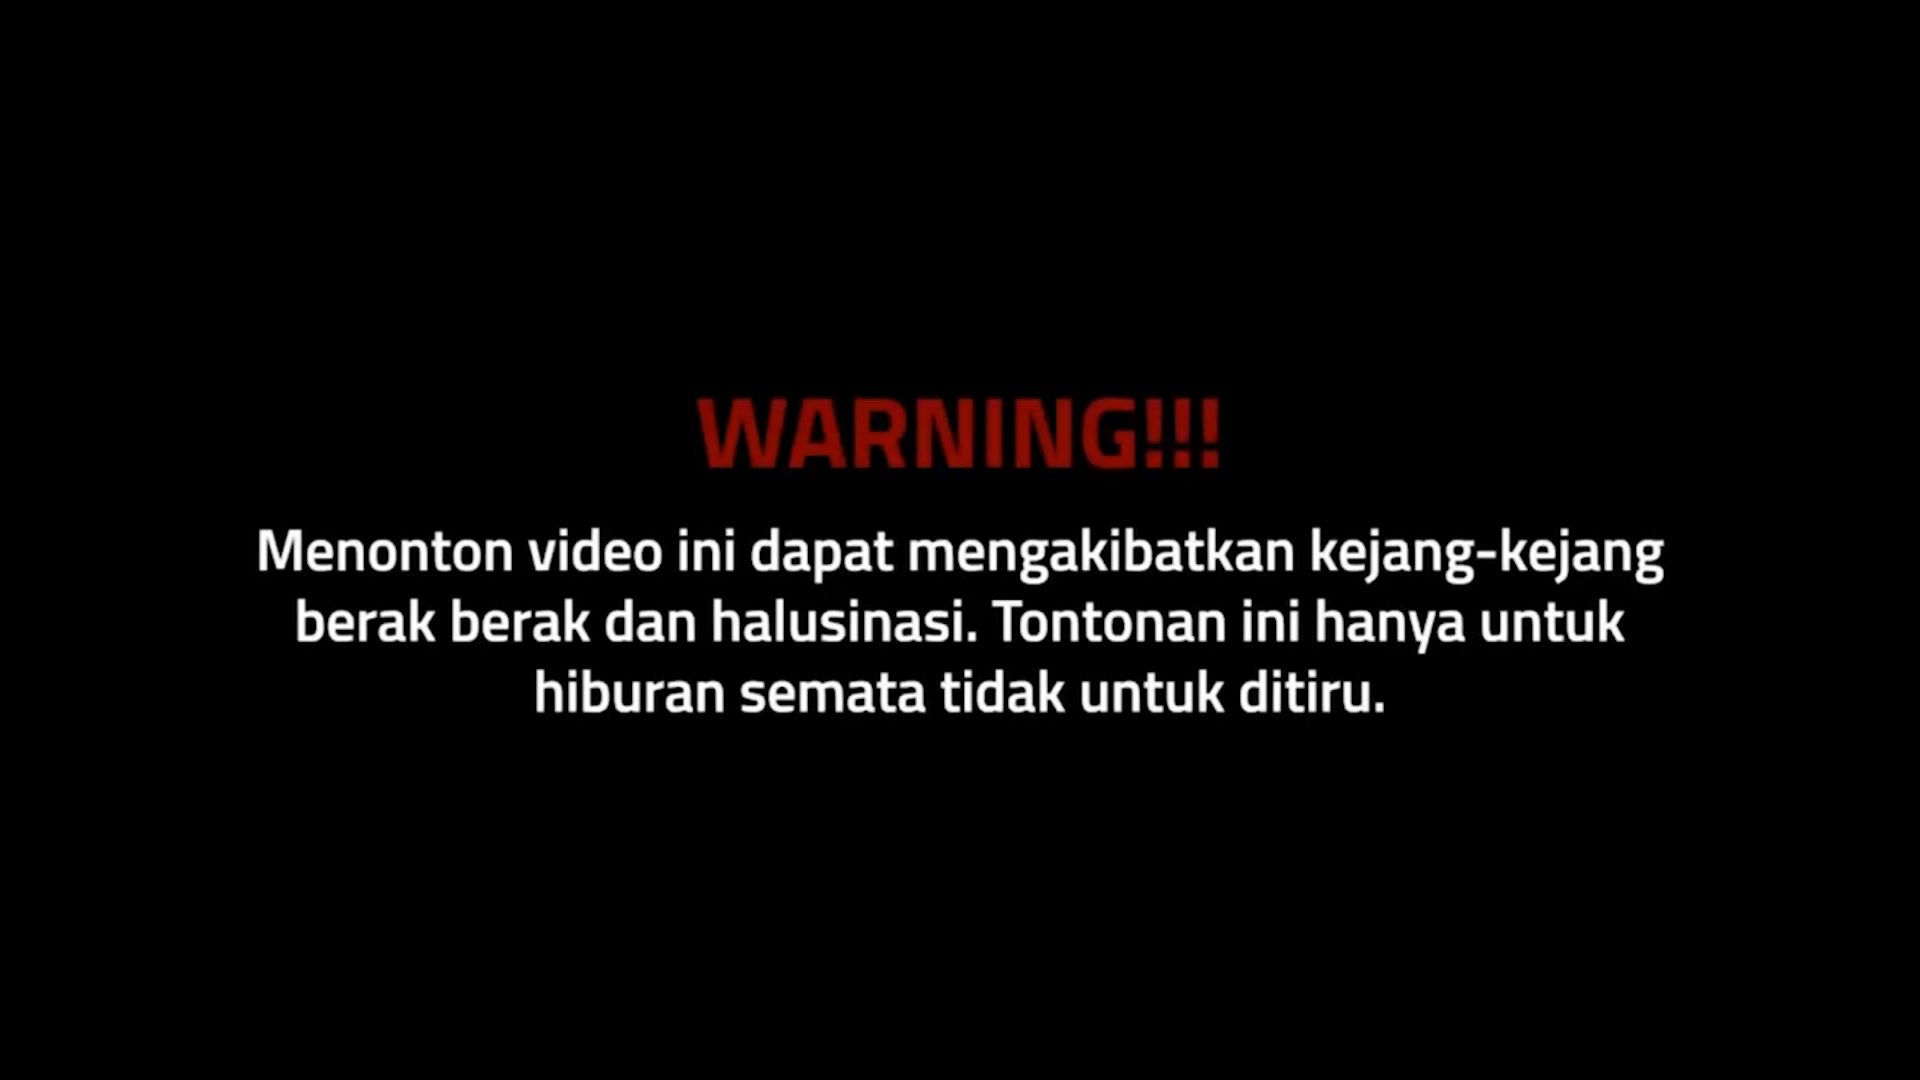 WARNING!!!
Menonton video ini dapat mengakibatkan kejang-kejang
berak berak dan halusinasi. Tontonan ini hanya untuk
hiburan semata tidak untuk ditiru.